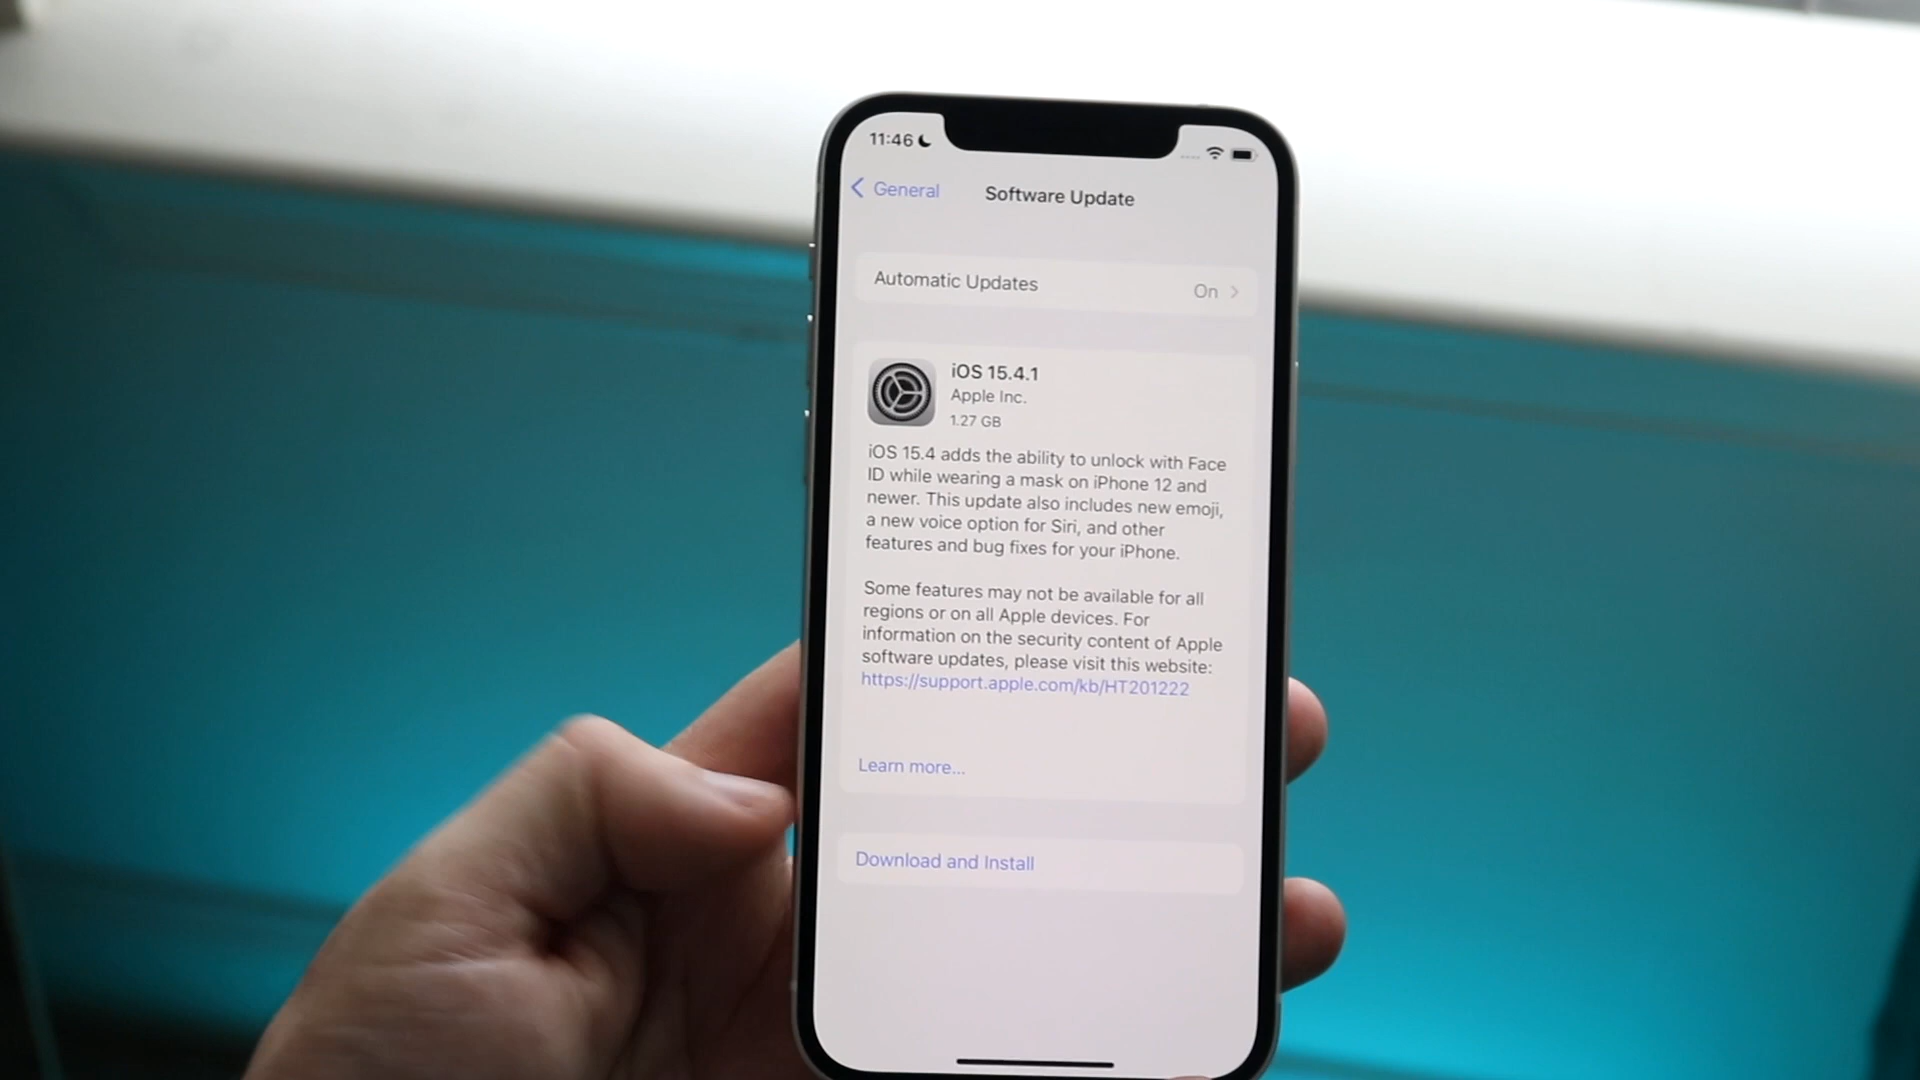 11:46
General
Software Update
Automatic Updates
On
iOS 15.4.1
Apple Inc.
1.27 GB
iOS 15.4 adds the ability to unlock with Face
ID while wearing a mask on iPhone 12 and
newer. This update also includes new emoji,
a new voice option for Siri, and other
features and bug fixes for your iPhone.
Some features may not be available for all
regions or on all Apple devices. For
information on the security content of Apple
software updates, please visit this website:
https://support.apple.com/kb/HT201222
Learn more...
Download and Install